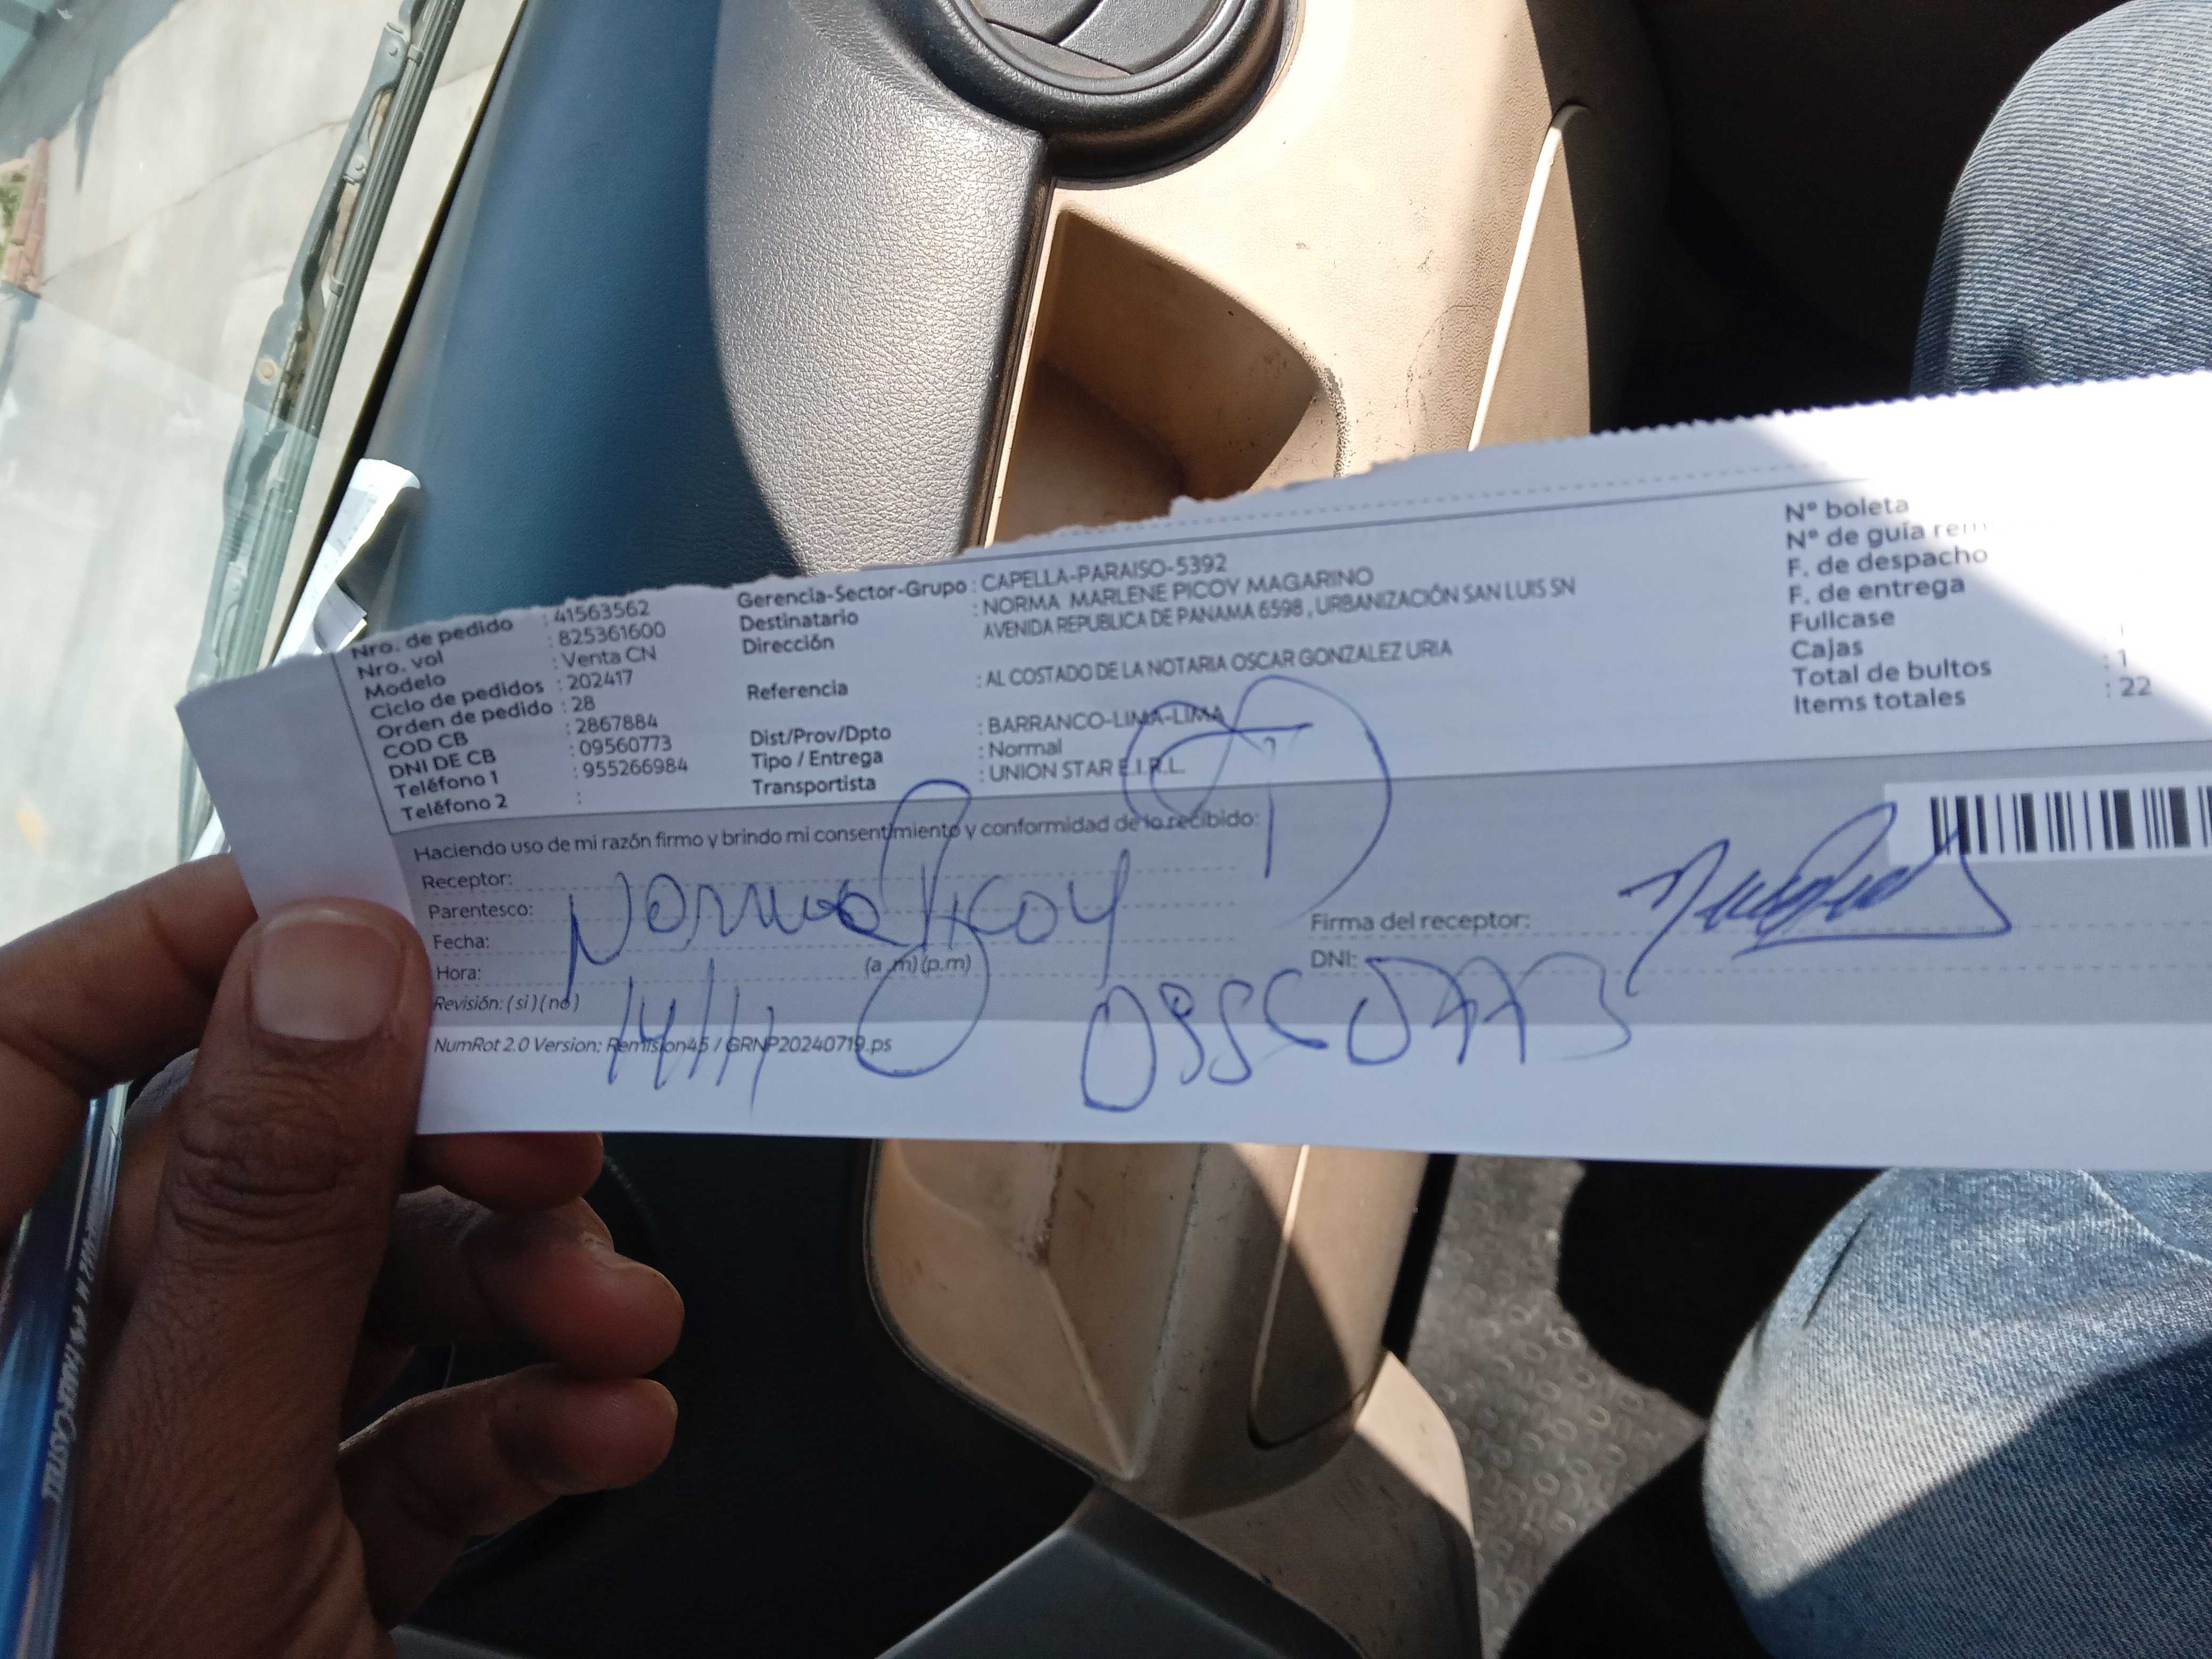 Nro. de pedido : 41563562
Nro. vol : 825361600
Modelo : Venta CN
Ciclo de pedidos : 202417
Orden de pedido : 28
COD CB : 2867884
DNI DE CB : 09560773
Teléfono 1 : 955266984
Teléfono 2 :
Gerencia-Sector-Grupo : CAPELLA-PARAISO-5392
Destinatario : NORMA MARLENE PICOY MAGARINO
Dirección : AVENIDA REPUBLICA DE PANAMA 6598 , URBANIZACIÓN SAN LUIS SN
Referencia : AL COSTADO DE LA NOTARIA OSCAR GONZALEZ URIA
Dist/Prov/Dpto : BARRANCO-LIMA-LIMA
Tipo / Entrega : Normal
Transportista : UNION STAR E.I.R.L.
N° boleta
N° de guía rem
F. de despacho
F. de entrega
Fullcase
Cajas
Total de bultos : 1
Items totales : 22
Haciendo uso de mi razón firmo y brindo mi consentimiento y conformidad de lo recibido:
Receptor:
Parentesco: Norma Picoy
Fecha:
Hora: (a .m) (p.m)
Revisión: (si) (no)
14/11
Firma del receptor:
DNI:
09560773
NumRot 2.0 Version: Remision45 / GRNP20240719.ps
FABER-CASTELL